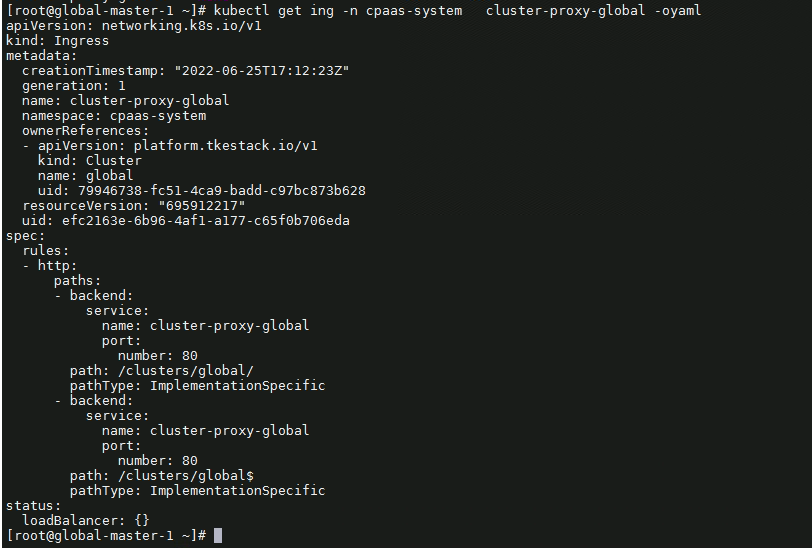 [root@global-master-1 ~]# kubectl get ing -n cpaas-system   cluster-proxy-global -oyaml
apiVersion: networking.k8s.io/v1
kind: Ingress
metadata:
  creationTimestamp: "2022-06-25T17:12:23Z"
  generation: 1
  name: cluster-proxy-global
  namespace: cpaas-system
  ownerReferences:
  - apiVersion: platform.tkestack.io/v1
    kind: Cluster
    name: global
    uid: 79946738-fc51-4ca9-badd-c97bc873b628
  resourceVersion: "695912217"
  uid: efc2163e-6b96-4af1-a177-c65f0b706eda
spec:
  rules:
  - http:
      paths:
      - backend:
          service:
            name: cluster-proxy-global
            port:
              number: 80
        path: /clusters/global/
        pathType: ImplementationSpecific
      - backend:
          service:
            name: cluster-proxy-global
            port:
              number: 80
        path: /clusters/global$
        pathType: ImplementationSpecific
status:
  loadBalancer: {}
[root@global-master-1 ~]#